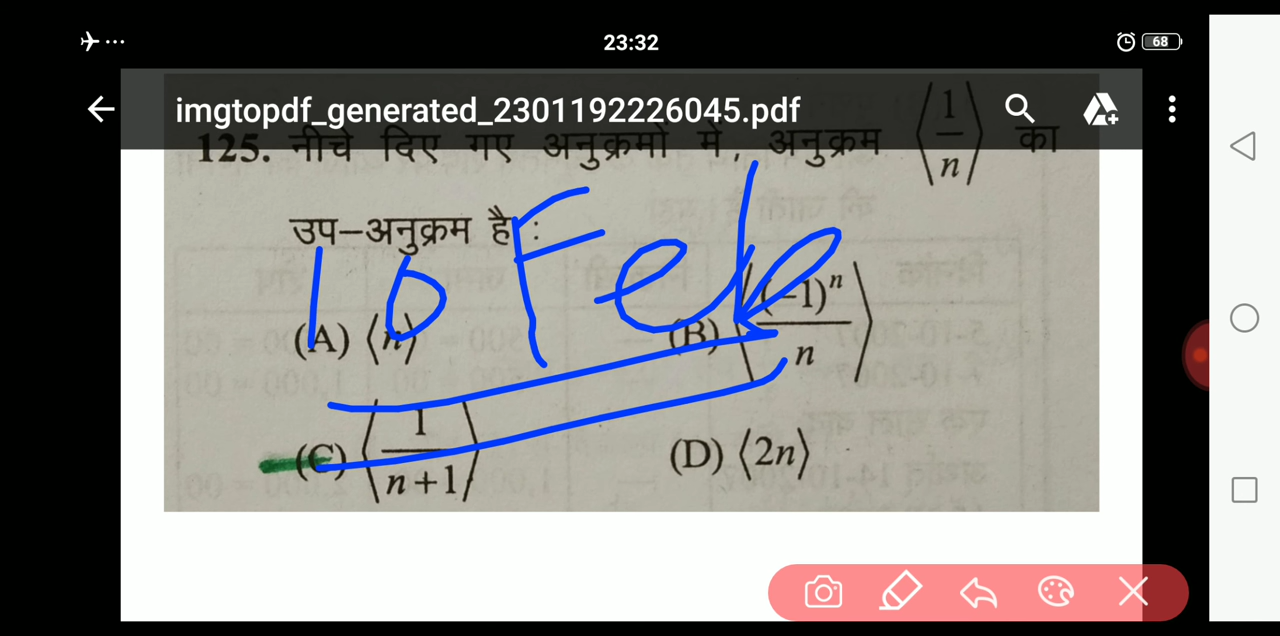 23:32
68
imgtopdf_generated_2301192226045.pdf
125. नीचे दिए गए अनुक्रमों में, अनुक्रम ⟨1/n⟩ का
उप–अनुक्रम है :
10 Feb
(A) ⟨n⟩ (B) ⟨(–1)ⁿ/n⟩
(C) ⟨1/n+1⟩ (D) ⟨2n⟩